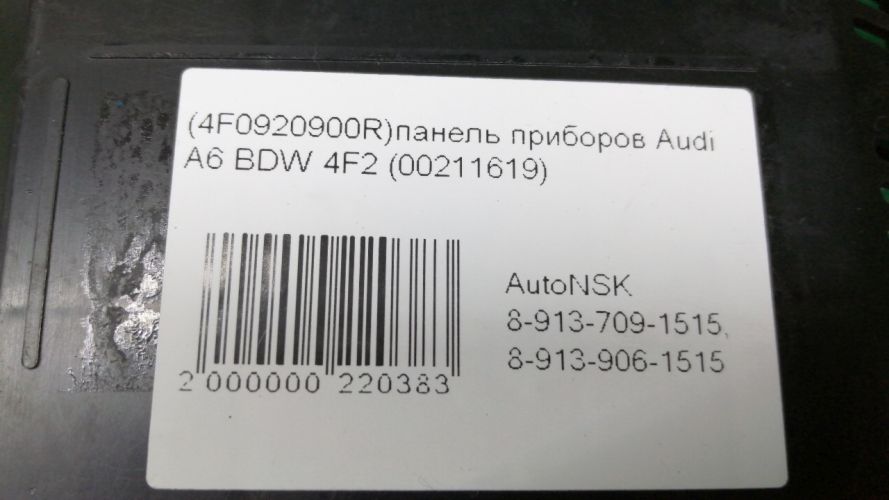 (4F0920900R)панель приборов Audi
A6 BDW 4F2 (00211619)
AutoNSK
8-913-709-1515,
8-913-906-1515
2 000000 220383